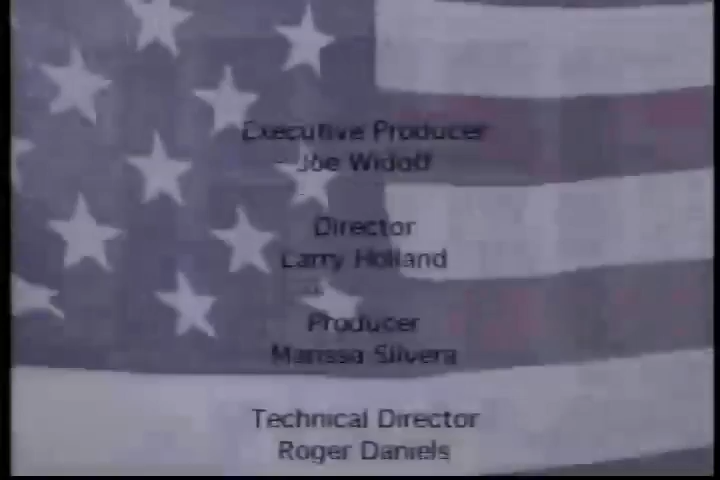 Executive Producer
Joe Widoff
Director
Larry Holland
Producer
Marissa Silvera
Technical Director
Roger Daniels